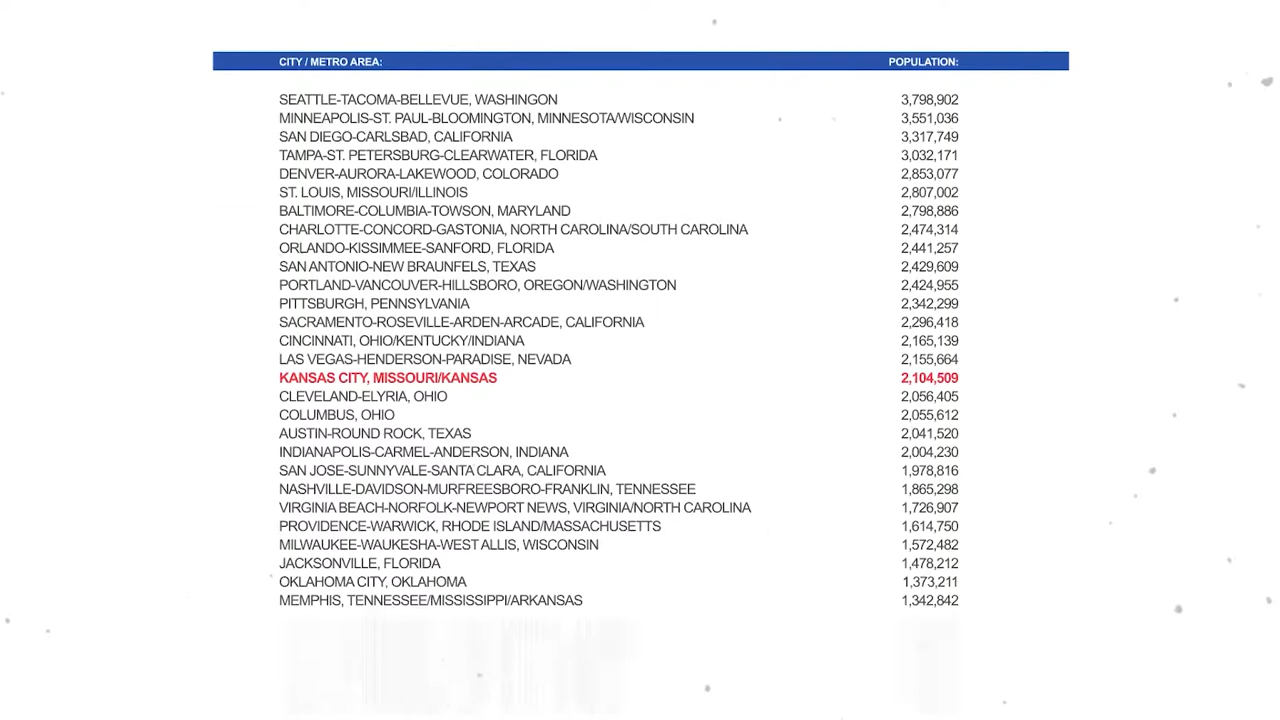 CITY / METRO AREA: POPULATION:
SEATTLE-TACOMA-BELLEVUE, WASHINGON 3,798,902
MINNEAPOLIS-ST. PAUL-BLOOMINGTON, MINNESOTA/WISCONSIN 3,551,036
SAN DIEGO-CARLSBAD, CALIFORNIA 3,317,749
TAMPA-ST. PETERSBURG-CLEARWATER, FLORIDA 3,032,171
DENVER-AURORA-LAKEWOOD, COLORADO 2,853,077
ST. LOUIS, MISSOURI/ILLINOIS 2,807,002
BALTIMORE-COLUMBIA-TOWSON, MARYLAND 2,798,886
CHARLOTTE-CONCORD-GASTONIA, NORTH CAROLINA/SOUTH CAROLINA 2,474,314
ORLANDO-KISSIMMEE-SANFORD, FLORIDA 2,441,257
SAN ANTONIO-NEW BRAUNFELS, TEXAS 2,429,609
PORTLAND-VANCOUVER-HILLSBORO, OREGON/WASHINGTON 2,424,955
PITTSBURGH, PENNSYLVANIA 2,342,299
SACRAMENTO-ROSEVILLE-ARDEN-ARCADE, CALIFORNIA 2,296,418
CINCINNATI, OHIO/KENTUCKY/INDIANA 2,165,139
LAS VEGAS-HENDERSON-PARADISE, NEVADA 2,155,664
KANSAS CITY, MISSOURI/KANSAS 2,104,509
CLEVELAND-ELYRIA, OHIO 2,056,405
COLUMBUS, OHIO 2,055,612
AUSTIN-ROUND ROCK, TEXAS 2,041,520
INDIANAPOLIS-CARMEL-ANDERSON, INDIANA 2,004,230
SAN JOSE-SUNNYVALE-SANTA CLARA, CALIFORNIA 1,978,816
NASHVILLE-DAVIDSON-MURFREESBORO-FRANKLIN, TENNESSEE 1,865,298
VIRGINIA BEACH-NORFOLK-NEWPORT NEWS, VIRGINIA/NORTH CAROLINA 1,726,907
PROVIDENCE-WARWICK, RHODE ISLAND/MASSACHUSETTS 1,614,750
MILWAUKEE-WAUKESHA-WEST ALLIS, WISCONSIN 1,572,482
JACKSONVILLE, FLORIDA 1,478,212
OKLAHOMA CITY, OKLAHOMA 1,373,211
MEMPHIS, TENNESSEE/MISSISSIPPI/ARKANSAS 1,342,842